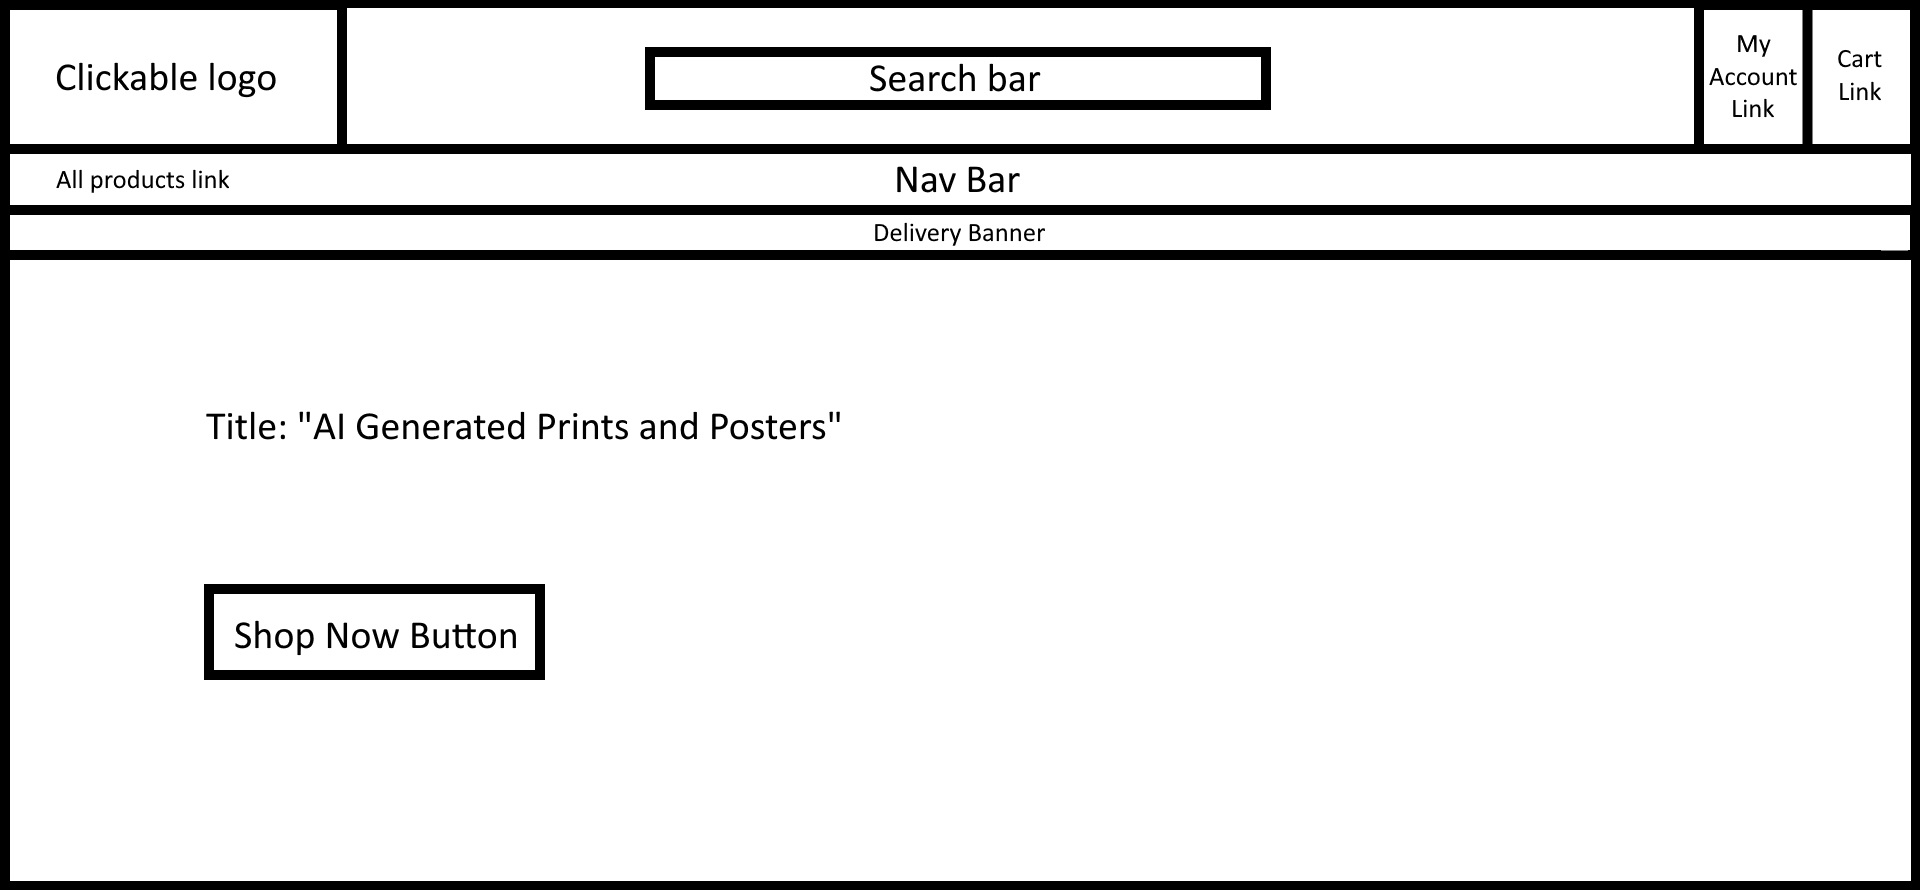 Clickable logo
Search bar
My
Account
Link
Cart
Link
All products link
Nav Bar
Delivery Banner
Title: "AI Generated Prints and Posters"
Shop Now Button